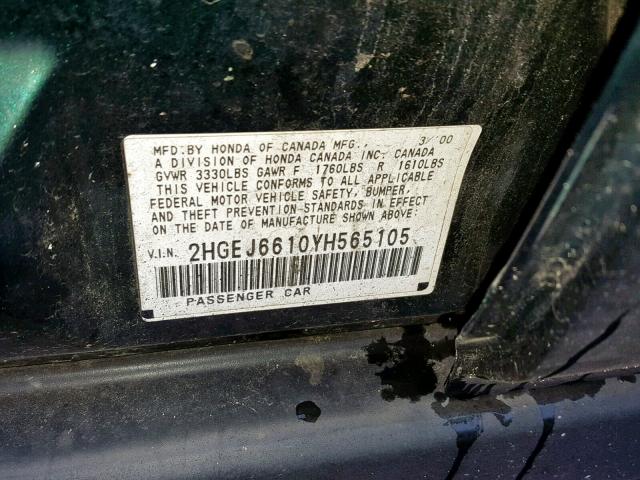 MFD.BY HONDA OF CANADA MFG., 3/00
A DIVISION OF HONDA CANADA INC. CANADA
GVWR 3330LBS GAWR F 1760LBS R 1610LBS
THIS VEHICLE CONFORMS TO ALL APPLICABLE
FEDERAL MOTOR VEHICLE SAFETY, BUMPER,
AND THEFT PREVENTION STANDARDS IN EFFECT
ON THE DATE OF MANUFACTURE SHOWN ABOVE.
V.I.N. 2HGEJ6610YH565105
PASSENGER CAR